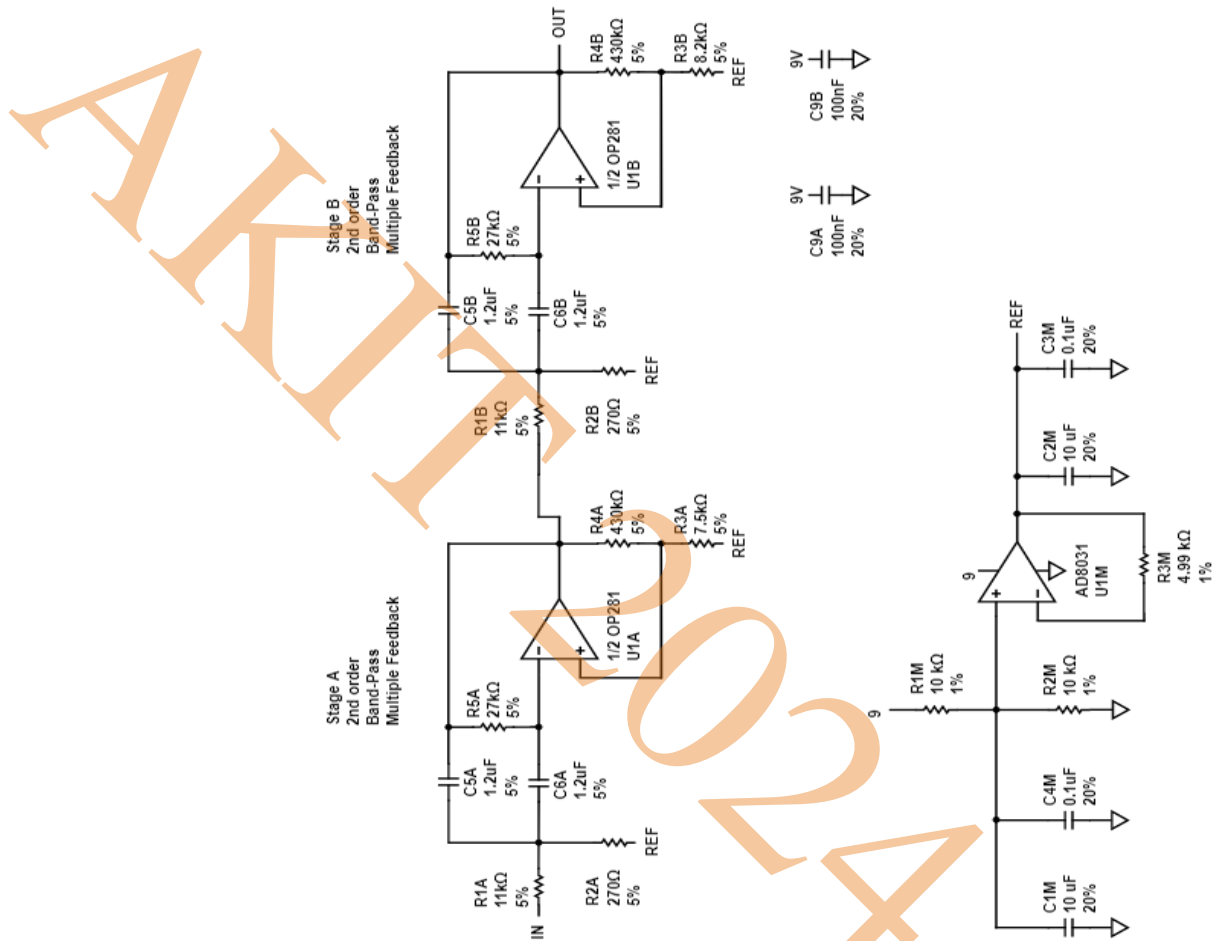 Stage A
2nd order
Band-Pass
Multiple Feedback
Stage B
2nd order
Band-Pass
Multiple Feedback
IN
R1A
11kΩ
5%
R2A
270Ω
5%
REF
C5A
1.2uF
5%
C6A
1.2uF
5%
R5A
27kΩ
5%
-
+
1/2 OP281
U1A
R4A
430kΩ
5%
R3A
7.5kΩ
5%
REF
R1B
11kΩ
5%
R2B
270Ω
5%
REF
C5B
1.2uF
5%
C6B
1.2uF
5%
R5B
27kΩ
5%
-
+
1/2 OP281
U1B
OUT
R4B
430kΩ
5%
R3B
8.2kΩ
5%
REF
9V
C9A
100nF
20%
9V
C9B
100nF
20%
C1M
10 uF
20%
C4M
0.1uF
20%
9
R1M
10 kΩ
1%
R2M
10 kΩ
1%
9
+
-
AD8031
U1M
R3M
4.99 kΩ
1%
C2M
10 uF
20%
C3M
0.1uF
20%
REF
AKIT 2024